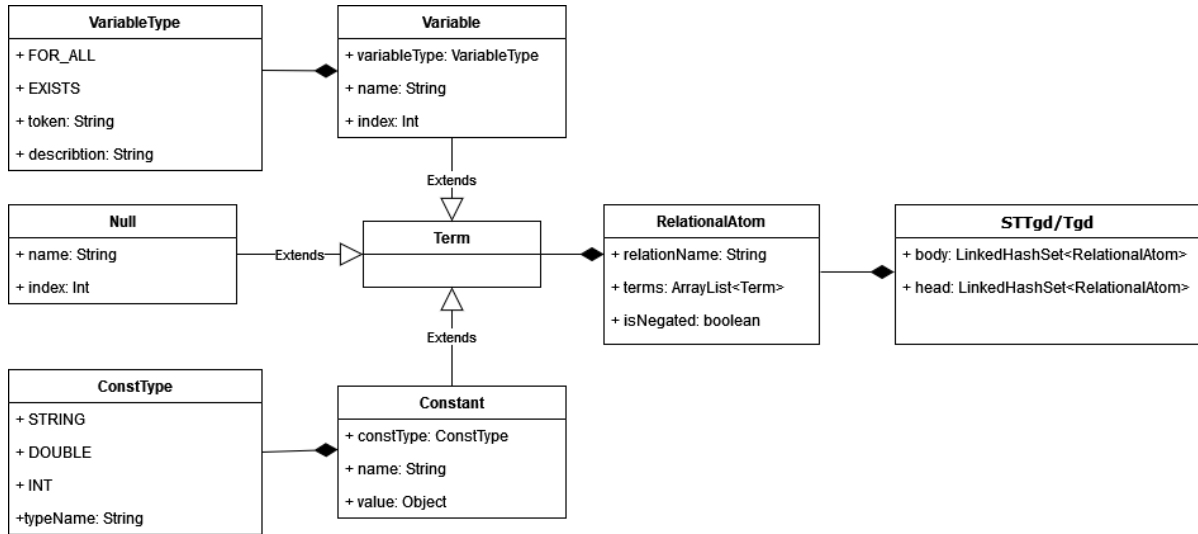 VariableType
+ FOR_ALL
+ EXISTS
+ token: String
+ describtion: String
Variable
+ variableType: VariableType
+ name: String
+ index: Int
Extends
Null
+ name: String
+ index: Int
Extends
Term
RelationalAtom
+ relationName: String
+ terms: ArrayList<Term>
+ isNegated: boolean
STTgd/Tgd
+ body: LinkedHashSet<RelationalAtom>
+ head: LinkedHashSet<RelationalAtom>
Extends
ConstType
+ STRING
+ DOUBLE
+ INT
+typeName: String
Constant
+ constType: ConstType
+ name: String
+ value: Object